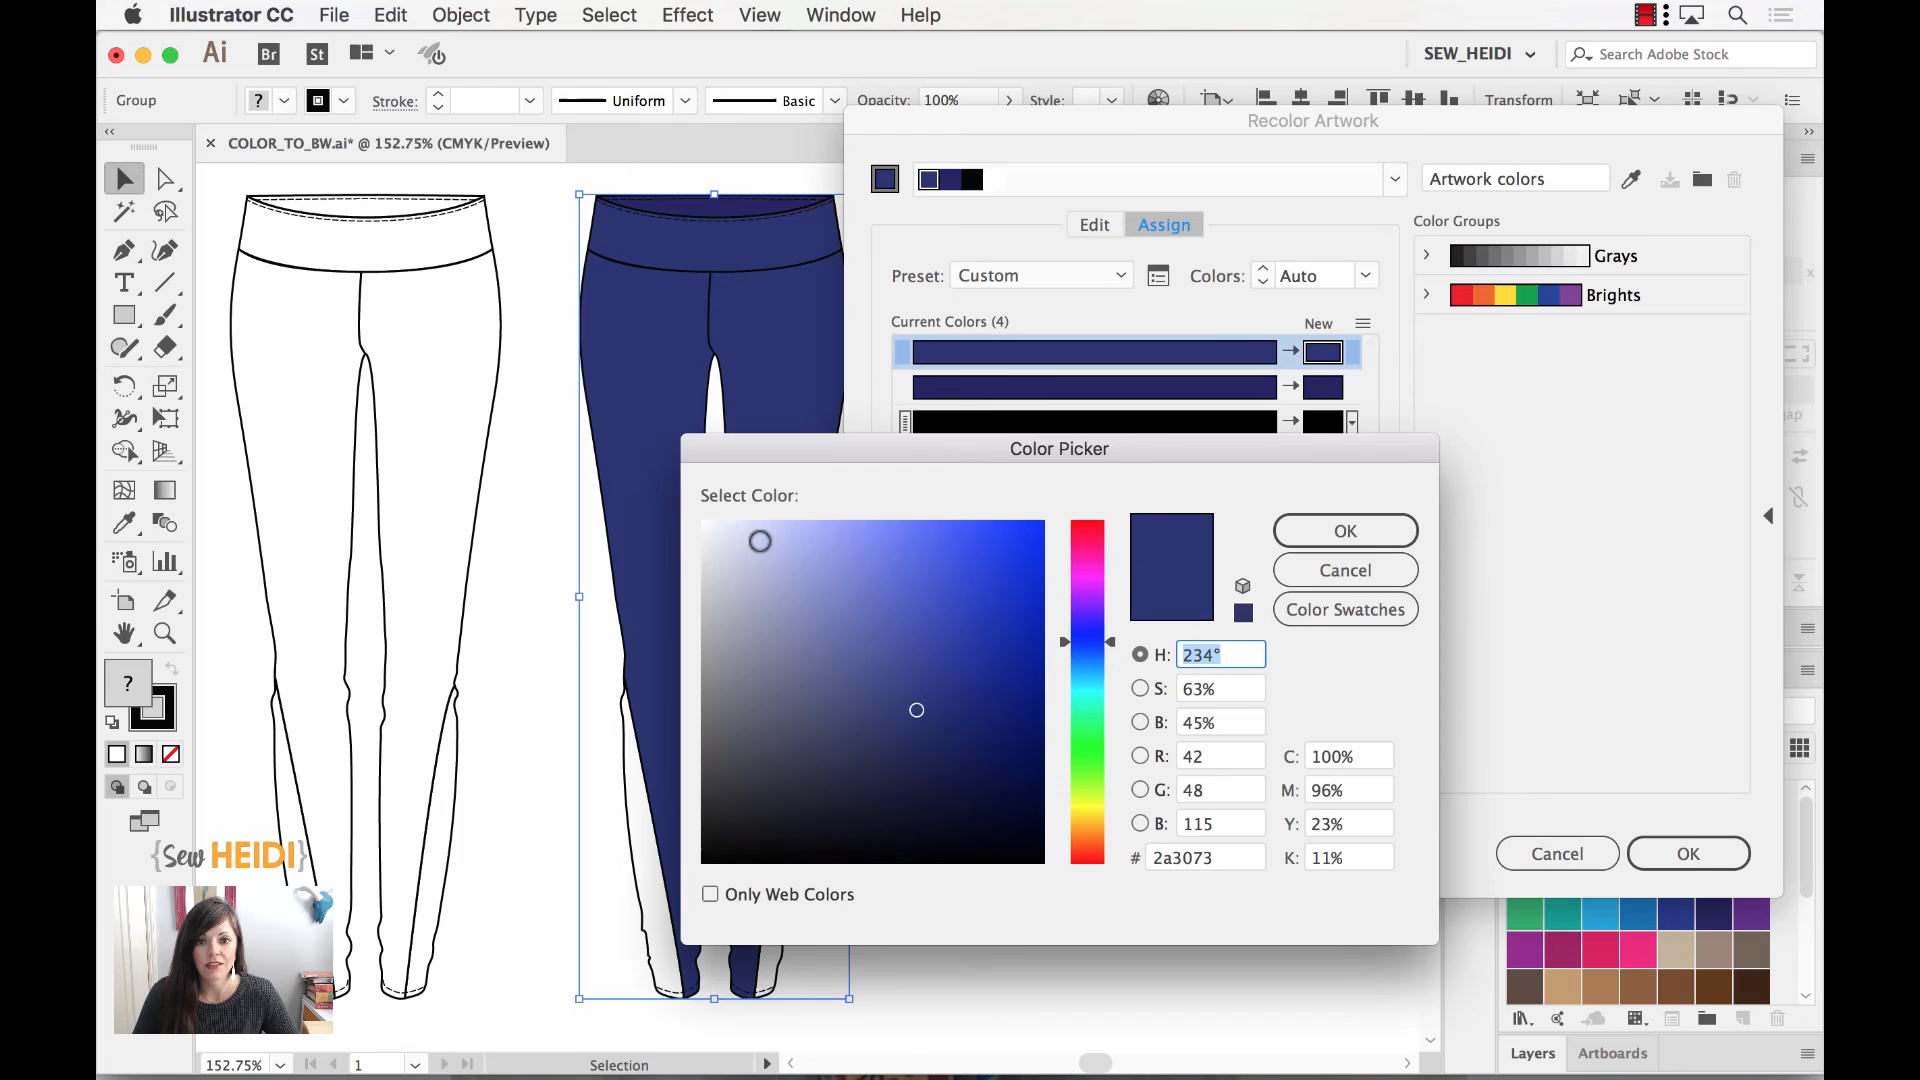 Illustrator CC File Edit Object Type Select Effect View Window Help
Ai Br St SEW_HEIDI Search Adobe Stock
Group ? Stroke: Uniform Basic Opacity: 100% Style: Transform
Recolor Artwork
× COLOR_TO_BW.ai* @ 152.75% (CMYK/Preview)
Artwork colors
Edit Assign
Color Groups
Preset: Custom Colors: Auto
Grays
Brights
Current Colors (4) New
Color Picker
Select Color:
OK
Cancel
Color Swatches
H: 234°
S: 63%
B: 45%
R: 42 C: 100%
G: 48 M: 96%
B: 115 Y: 23%
# 2a3073 K: 11%
Only Web Colors
?
{Sew HEIDI}
Cancel OK
152.75% 1 Selection
Layers Artboards